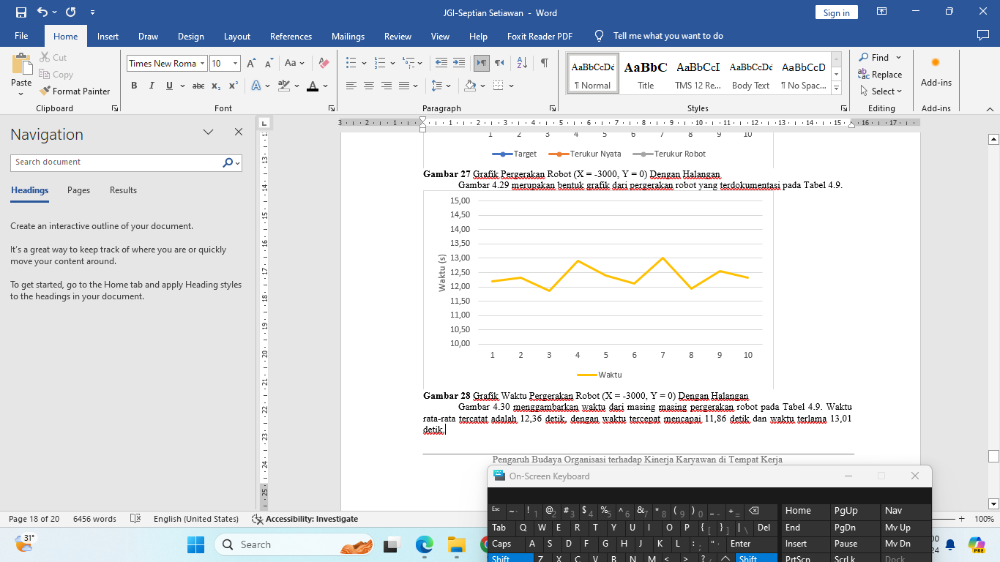 JGI-Septian Setiawan - Word
Sign in
File Home Insert Draw Design Layout References Mailings Review View Help Foxit Reader PDF Tell me what you want to do
Paste
Cut
Copy
Format Painter
Times New Roma 10
AaBbCcDd AaBbC AaBbCcI AaBbCcDd AaBbCcD
¶ Normal Title TMS 12 Re... Body Text ¶ No Spac...
Find
Replace
Select
Add-ins
Clipboard Font Paragraph Styles Editing Add-ins
Navigation
Search document
Headings Pages Results
Create an interactive outline of your document.
It's a great way to keep track of where you are or quickly
move your content around.
To get started, go to the Home tab and apply Heading styles
to the headings in your document.
1 2 3 4 5 6 7 8 9 10
Target Terukur Nyata Terukur Robot
Gambar 27 Grafik Pergerakan Robot (X = -3000, Y = 0) Dengan Halangan
Gambar 4.29 merupakan bentuk grafik dari pergerakan robot yang terdokumentasi pada Tabel 4.9.
Waktu (s)
15,00
14,50
14,00
13,50
13,00
12,50
12,00
11,50
11,00
10,50
10,00
1 2 3 4 5 6 7 8 9 10
Waktu
Gambar 28 Grafik Waktu Pergerakan Robot (X = -3000, Y = 0) Dengan Halangan
Gambar 4.30 menggambarkan waktu dari masing masing pergerakan robot pada Tabel 4.9. Waktu
rata-rata tercatat adalah 12,36 detik, dengan waktu tercepat mencapai 11,86 detik dan waktu terlama 13,01
detik.
Pengaruh Budaya Organisasi terhadap Kinerja Karyawan di Tempat Kerja
On-Screen Keyboard
Esc ~ ` ! 1 @ 2 # 3 $ 4 % 5 ^ 6 & 7 * 8 ( 9 ) 0 _ - + = Home PgUp Nav
Tab Q W E R T Y U I O P { [ } ] | \ Del End PgDn Mv Up
Caps A S D F G H J K L : ; " ' Enter Insert Pause Mv Dn
Shift Z X C V B N M < , > . ? / Shift PrtScn ScrLk Dock
Page 18 of 20 6456 words English (United States) Accessibility: Investigate 100%
31°
Search
PRE